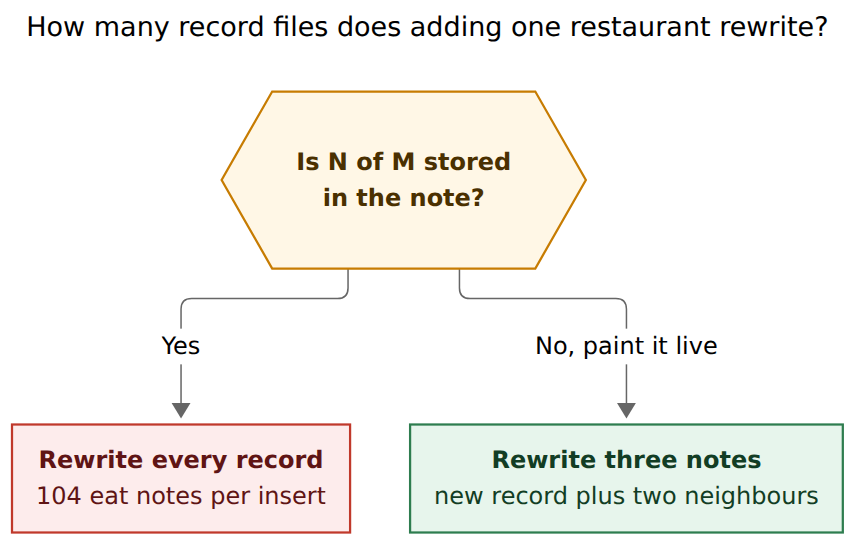 How many record files does adding one restaurant rewrite?
Is N of M stored
in the note?
Yes
No, paint it live
Rewrite every record
104 eat notes per insert
Rewrite three notes
new record plus two neighbours